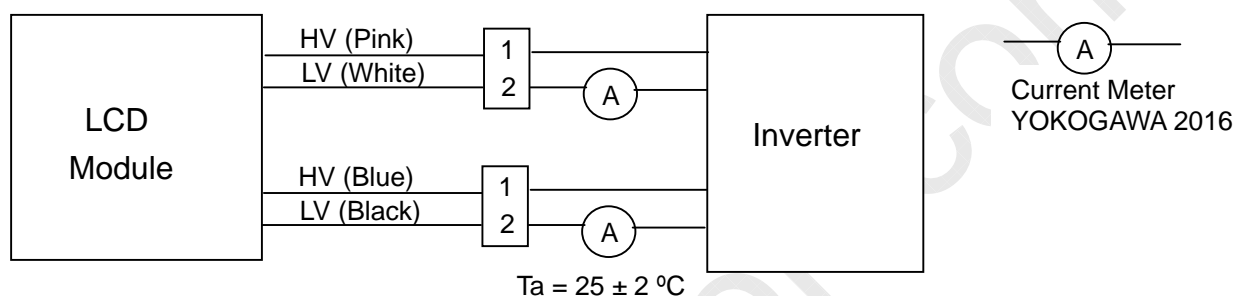 LCD
Module
HV (Pink)
LV (White)
1
2
A
HV (Blue)
LV (Black)
1
2
A
Inverter
Ta = 25 ± 2 ºC
A
Current Meter
YOKOGAWA 2016